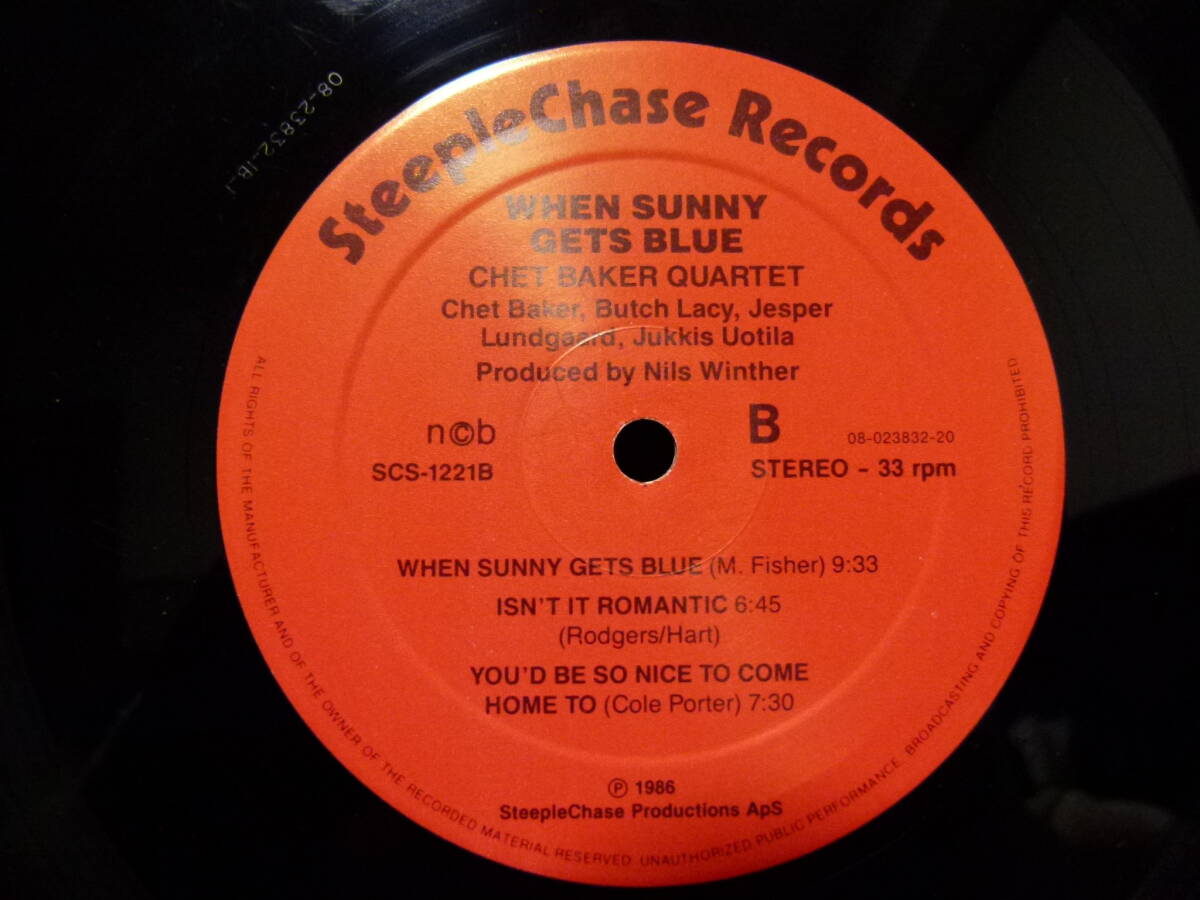 08-23832-1B-1
SteepleChase Records
WHEN SUNNY
GETS BLUE
CHET BAKER QUARTET
Chet Baker, Butch Lacy, Jesper
Lundgaard, Jukkis Uotila
Produced by Nils Winther
n©b
B
08-023832-20
SCS-1221B
STEREO - 33 rpm
WHEN SUNNY GETS BLUE (M. Fisher) 9:33
ISN'T IT ROMANTIC 6:45
(Rodgers/Hart)
YOU'D BE SO NICE TO COME
HOME TO (Cole Porter) 7:30
℗ 1986
SteepleChase Productions ApS
ALL RIGHTS OF THE MANUFACTURER AND OF THE OWNER OF THE RECORDED MATERIAL RESERVED. UNAUTHORIZED PUBLIC PERFORMANCE, BROADCASTING AND COPYING OF THIS RECORD PROHIBITED